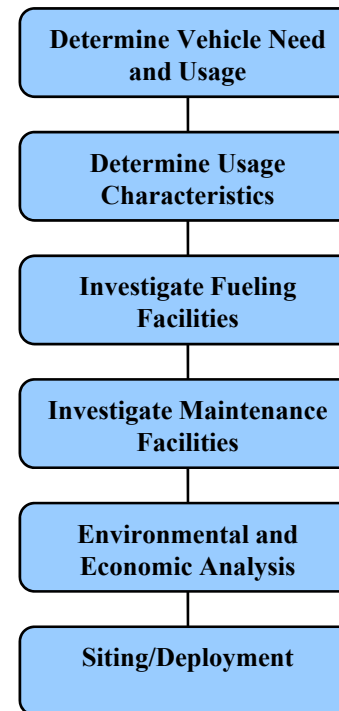 Determine Vehicle Need
and Usage
Determine Usage
Characteristics
Investigate Fueling
Facilities
Investigate Maintenance
Facilities
Environmental and
Economic Analysis
Siting/Deployment